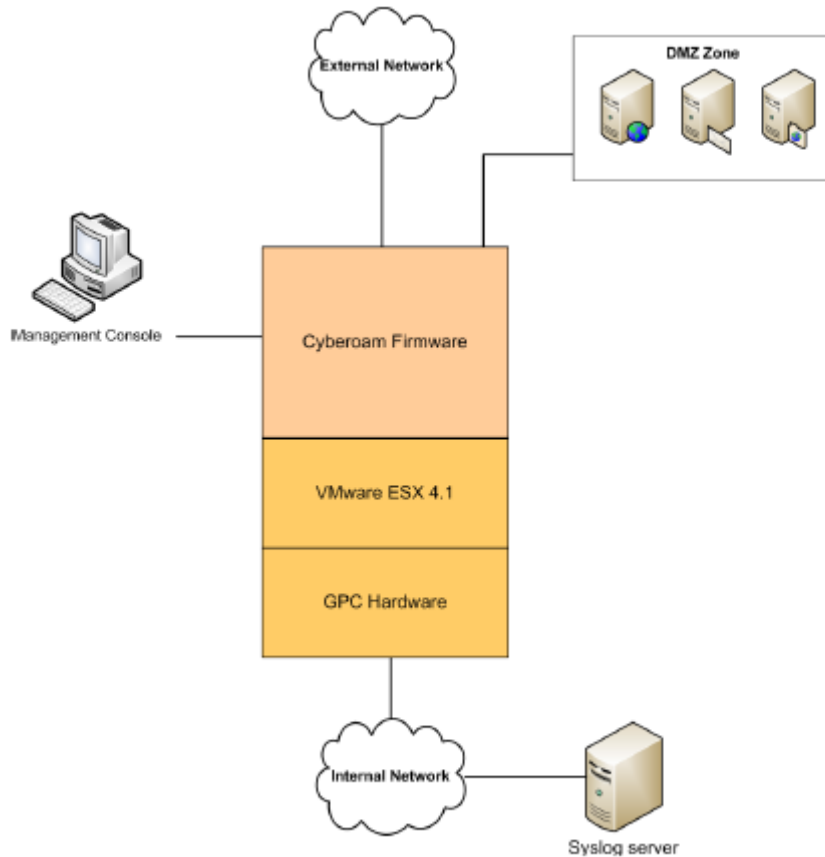 External Network
DMZ Zone
Management Console
Cyberoam Firmware
VMware ESX 4.1
GPC Hardware
Internal Network
Syslog server